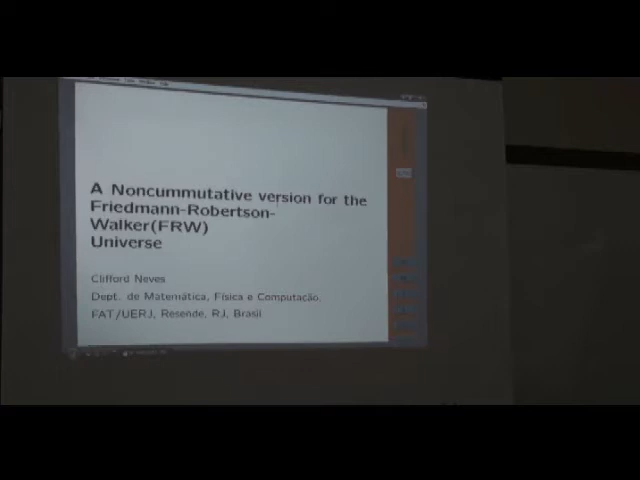 A Noncummutative version for the
Friedmann-Robertson-
Walker(FRW)
Universe
Clifford Neves
Dept. de Matemática, Física e Computação,
FAT/UERJ, Resende, RJ, Brasil